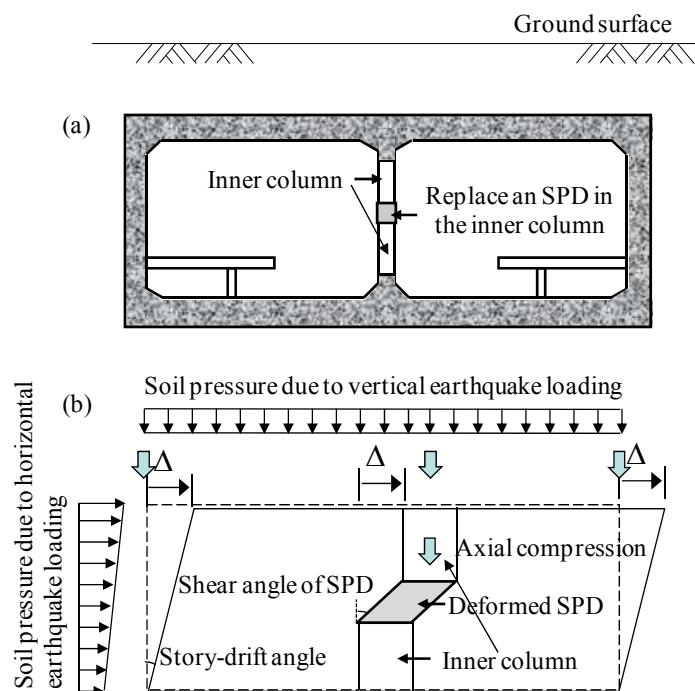 Ground surface
(a)
Inner column
Replace an SPD in
the inner column
(b)
Soil pressure due to vertical earthquake loading
Soil pressure due to horizontal
earthquake loading
Δ
Δ
Δ
Axial compression
Shear angle of SPD
Deformed SPD
Story-drift angle
Inner column